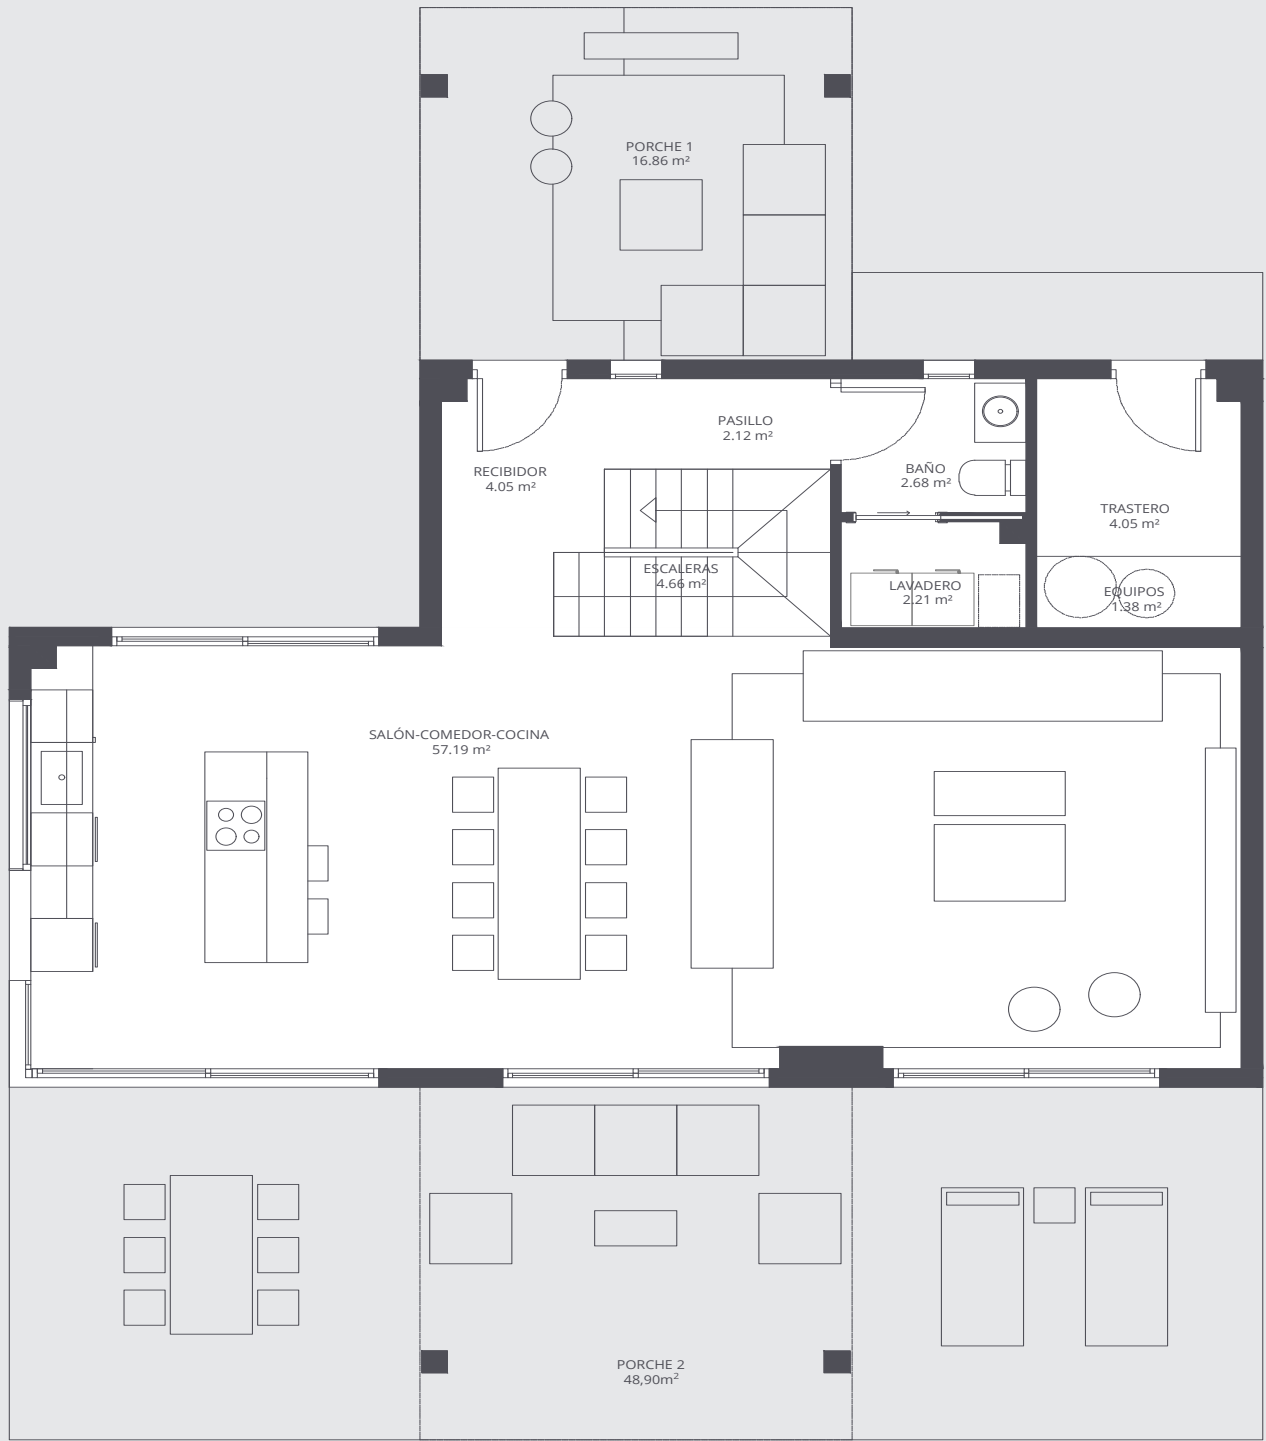 PORCHE 1
16.86 m²
PASILLO
2.12 m²
RECIBIDOR
4.05 m²
BAÑO
2.68 m²
TRASTERO
4.05 m²
ESCALERAS
4.66 m²
LAVADERO
2.21 m²
EQUIPOS
1.38 m²
SALÓN-COMEDOR-COCINA
57.19 m²
PORCHE 2
48,90m²